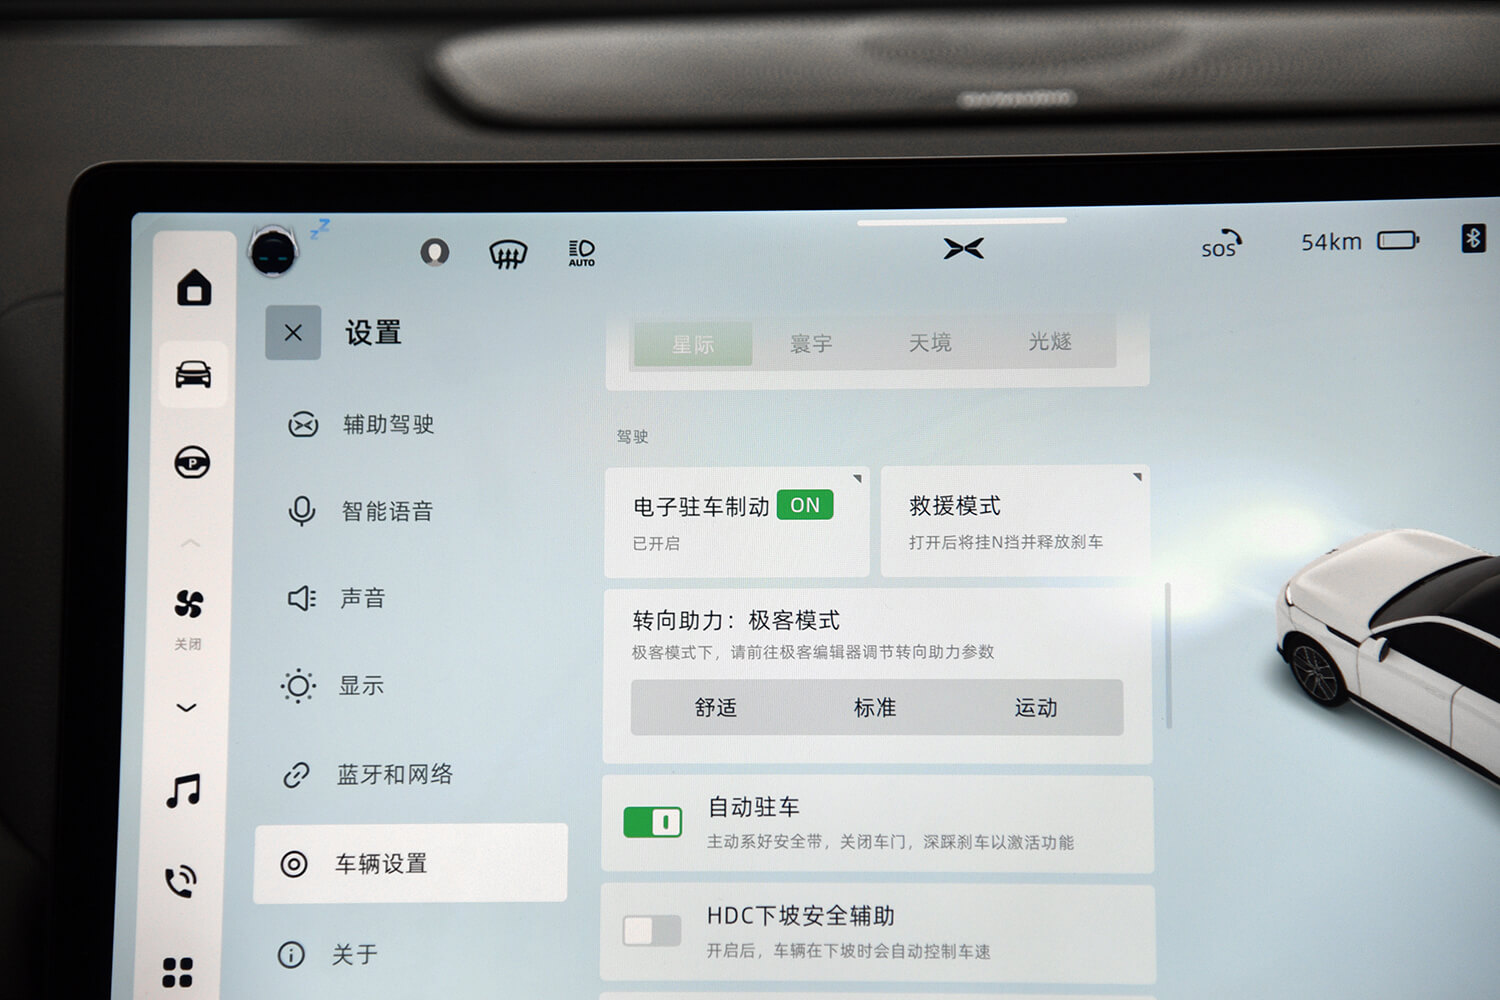 SOS
54km
AUTO
设置
辅助驾驶
智能语音
声音
显示
蓝牙和网络
车辆设置
关于
P
关闭
星际 寰宇 天境 光燧
驾驶
电子驻车制动 ON
已开启
救援模式
打开后将挂N挡并释放刹车
转向助力：极客模式
极客模式下，请前往极客编辑器调节转向助力参数
舒适 标准 运动
自动驻车
主动系好安全带，关闭车门，深踩刹车以激活功能
HDC下坡安全辅助
开启后，车辆在下坡时会自动控制车速